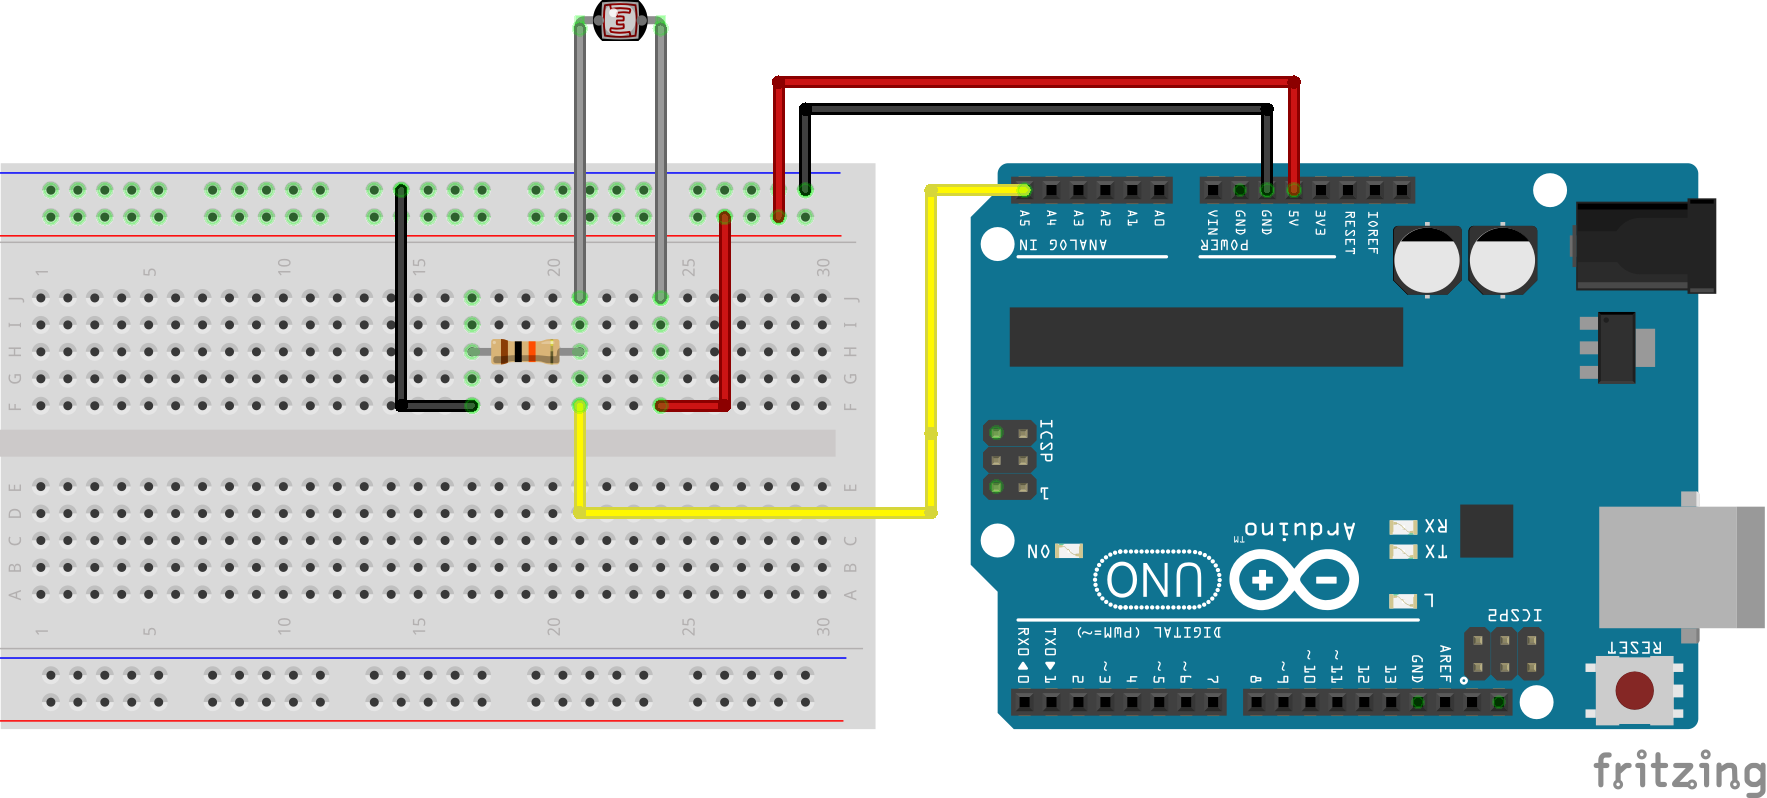 1 5 10 15 20 25 30
J J
I I
H H
G G
F F
E E
D D
C C
B B
A A
1 5 10 15 20 25 30
A5 A4 A3 A2 A1 A0 VIN GND GND 5V 3V3 RESET IOREF
ANALOG IN POWER
ICSP
1
RX
TX
ON
Arduino™
UNO
L
ICSP2
DIGITAL (PWM=~)
RESET
RX0 TX0
0 1 2 ~3 4 ~5 ~6 7 8 ~9 ~10 ~11 12 13 GND AREF
fritzing